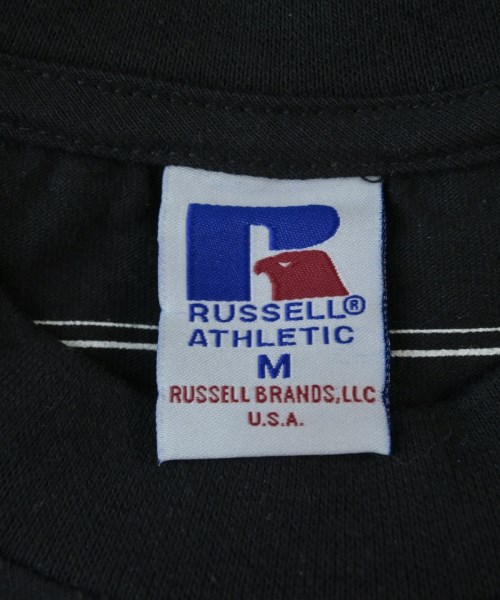 R
RUSSELL®
ATHLETIC
M
RUSSELL BRANDS,LLC
U.S.A.